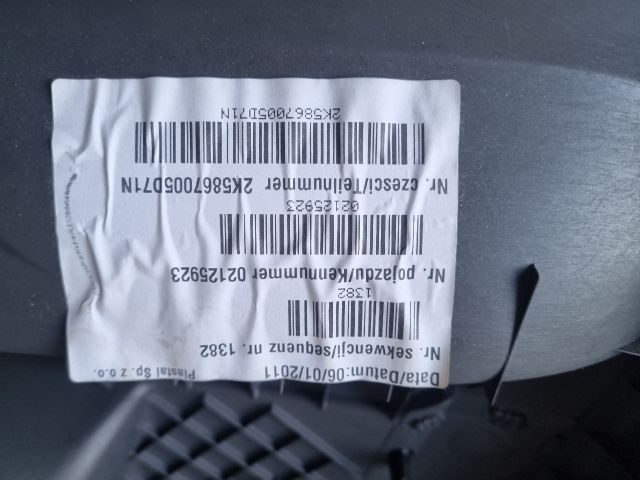 Data/Datum:06/01/2011 Plastal Sp. z o.o.
Nr. sekwencji/sequenz nr. 1382
1382
Nr. pojazdu/Kennummer 02125923
02125923
Nr. czesci/Teilnummer 2K5867005D71N
2K5867005D71N